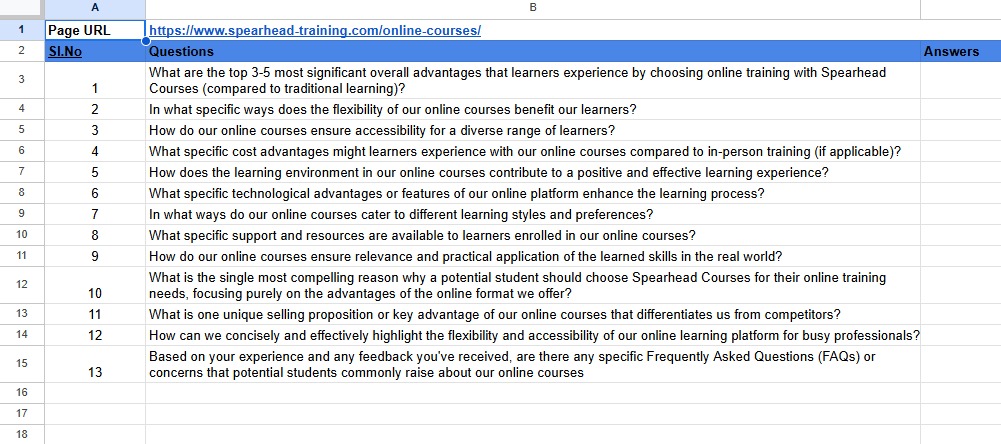 A B
1 Page URL https://www.spearhead-training.com/online-courses/
2 Sl.No Questions Answers
3 What are the top 3-5 most significant overall advantages that learners experience by choosing online training with Spearhead
1 Courses (compared to traditional learning)?
4 2 In what specific ways does the flexibility of our online courses benefit our learners?
5 3 How do our online courses ensure accessibility for a diverse range of learners?
6 4 What specific cost advantages might learners experience with our online courses compared to in-person training (if applicable)?
7 5 How does the learning environment in our online courses contribute to a positive and effective learning experience?
8 6 What specific technological advantages or features of our online platform enhance the learning process?
9 7 In what ways do our online courses cater to different learning styles and preferences?
10 8 What specific support and resources are available to learners enrolled in our online courses?
11 9 How do our online courses ensure relevance and practical application of the learned skills in the real world?
12 What is the single most compelling reason why a potential student should choose Spearhead Courses for their online training
10 needs, focusing purely on the advantages of the online format we offer?
13 11 What is one unique selling proposition or key advantage of our online courses that differentiates us from competitors?
14 12 How can we concisely and effectively highlight the flexibility and accessibility of our online learning platform for busy professionals?
15 Based on your experience and any feedback you've received, are there any specific Frequently Asked Questions (FAQs) or
13 concerns that potential students commonly raise about our online courses
16
17
18